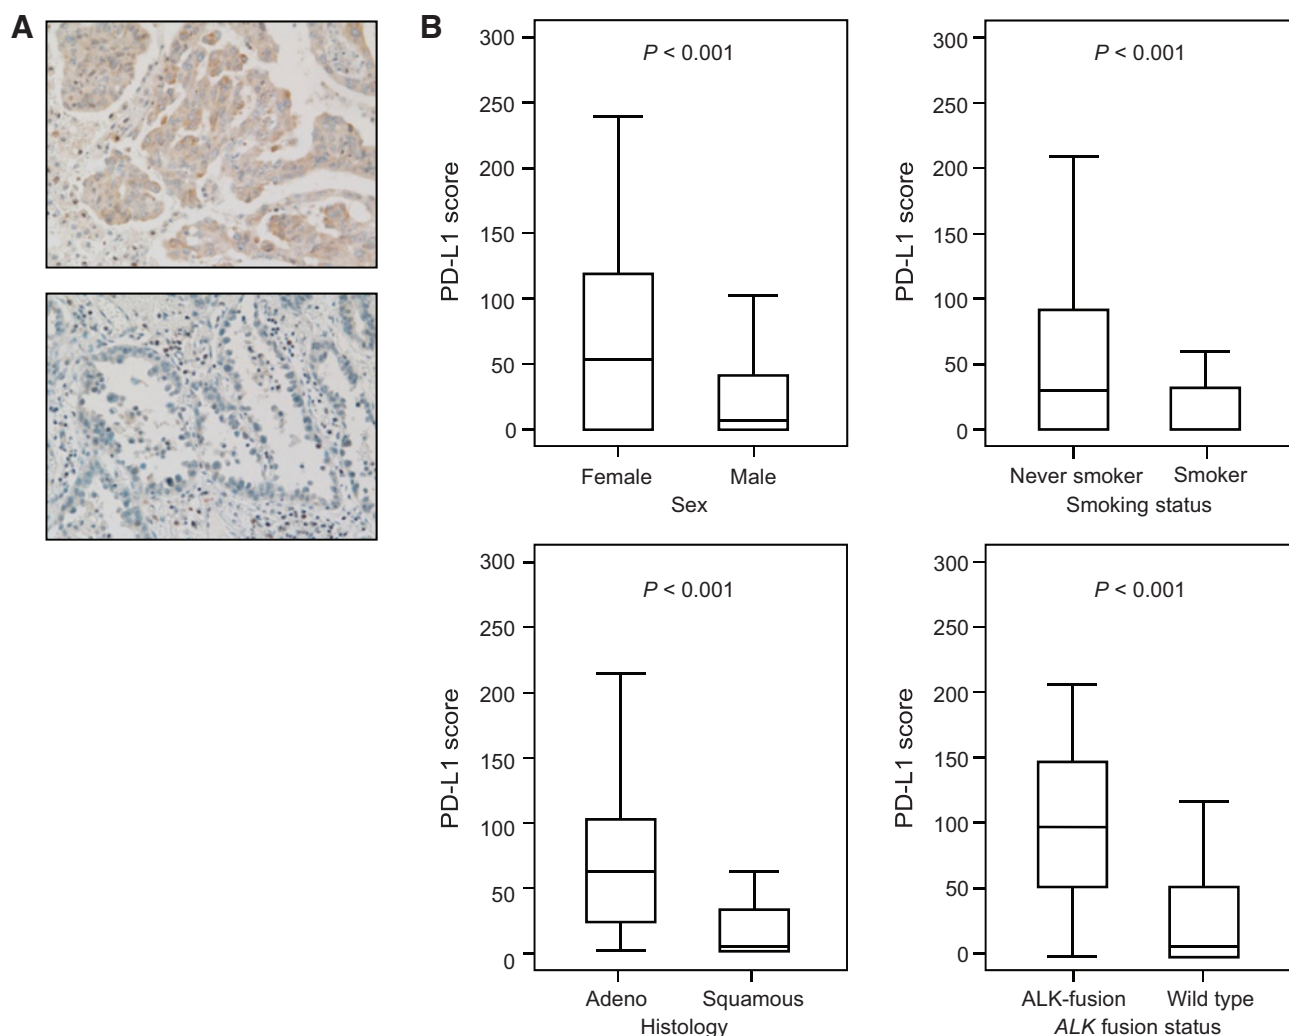 A
B
300
250
200
150
100
50
0
PD-L1 score
P < 0.001
Female
Male
Sex
300
250
200
150
100
50
0
PD-L1 score
P < 0.001
Never smoker
Smoker
Smoking status
300
250
200
150
100
50
0
PD-L1 score
P < 0.001
Adeno
Squamous
Histology
300
250
200
150
100
50
0
PD-L1 score
P < 0.001
ALK-fusion
Wild type
ALK fusion status